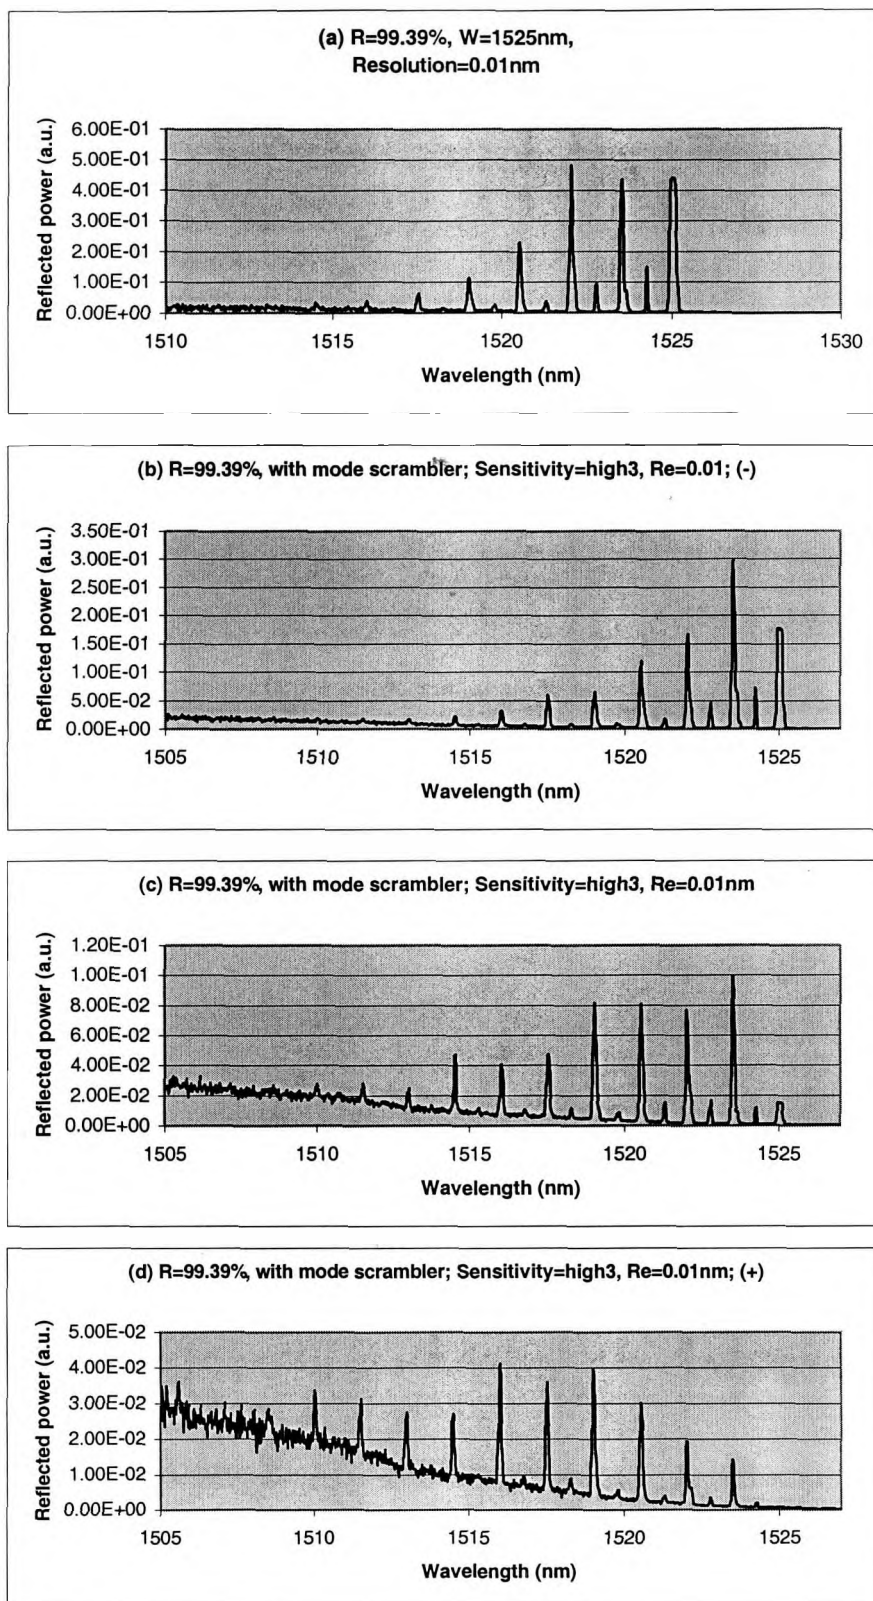 (a) R=99.39%, W=1525nm,
Resolution=0.01nm
Reflected power (a.u.)
6.00E-01
5.00E-01
4.00E-01
3.00E-01
2.00E-01
1.00E-01
0.00E+00
1510 1515 1520 1525 1530
Wavelength (nm)
(b) R=99.39%, with mode scrambler; Sensitivity=high3, Re=0.01; (-)
Reflected power (a.u.)
3.50E-01
3.00E-01
2.50E-01
2.00E-01
1.50E-01
1.00E-01
5.00E-02
0.00E+00
1505 1510 1515 1520 1525
Wavelength (nm)
(c) R=99.39%, with mode scrambler; Sensitivity=high3, Re=0.01nm
Reflected power (a.u.)
1.20E-01
1.00E-01
8.00E-02
6.00E-02
4.00E-02
2.00E-02
0.00E+00
1505 1510 1515 1520 1525
Wavelength (nm)
(d) R=99.39%, with mode scrambler; Sensitivity=high3, Re=0.01nm; (+)
Reflected power (a.u.)
5.00E-02
4.00E-02
3.00E-02
2.00E-02
1.00E-02
0.00E+00
1505 1510 1515 1520 1525
Wavelength (nm)